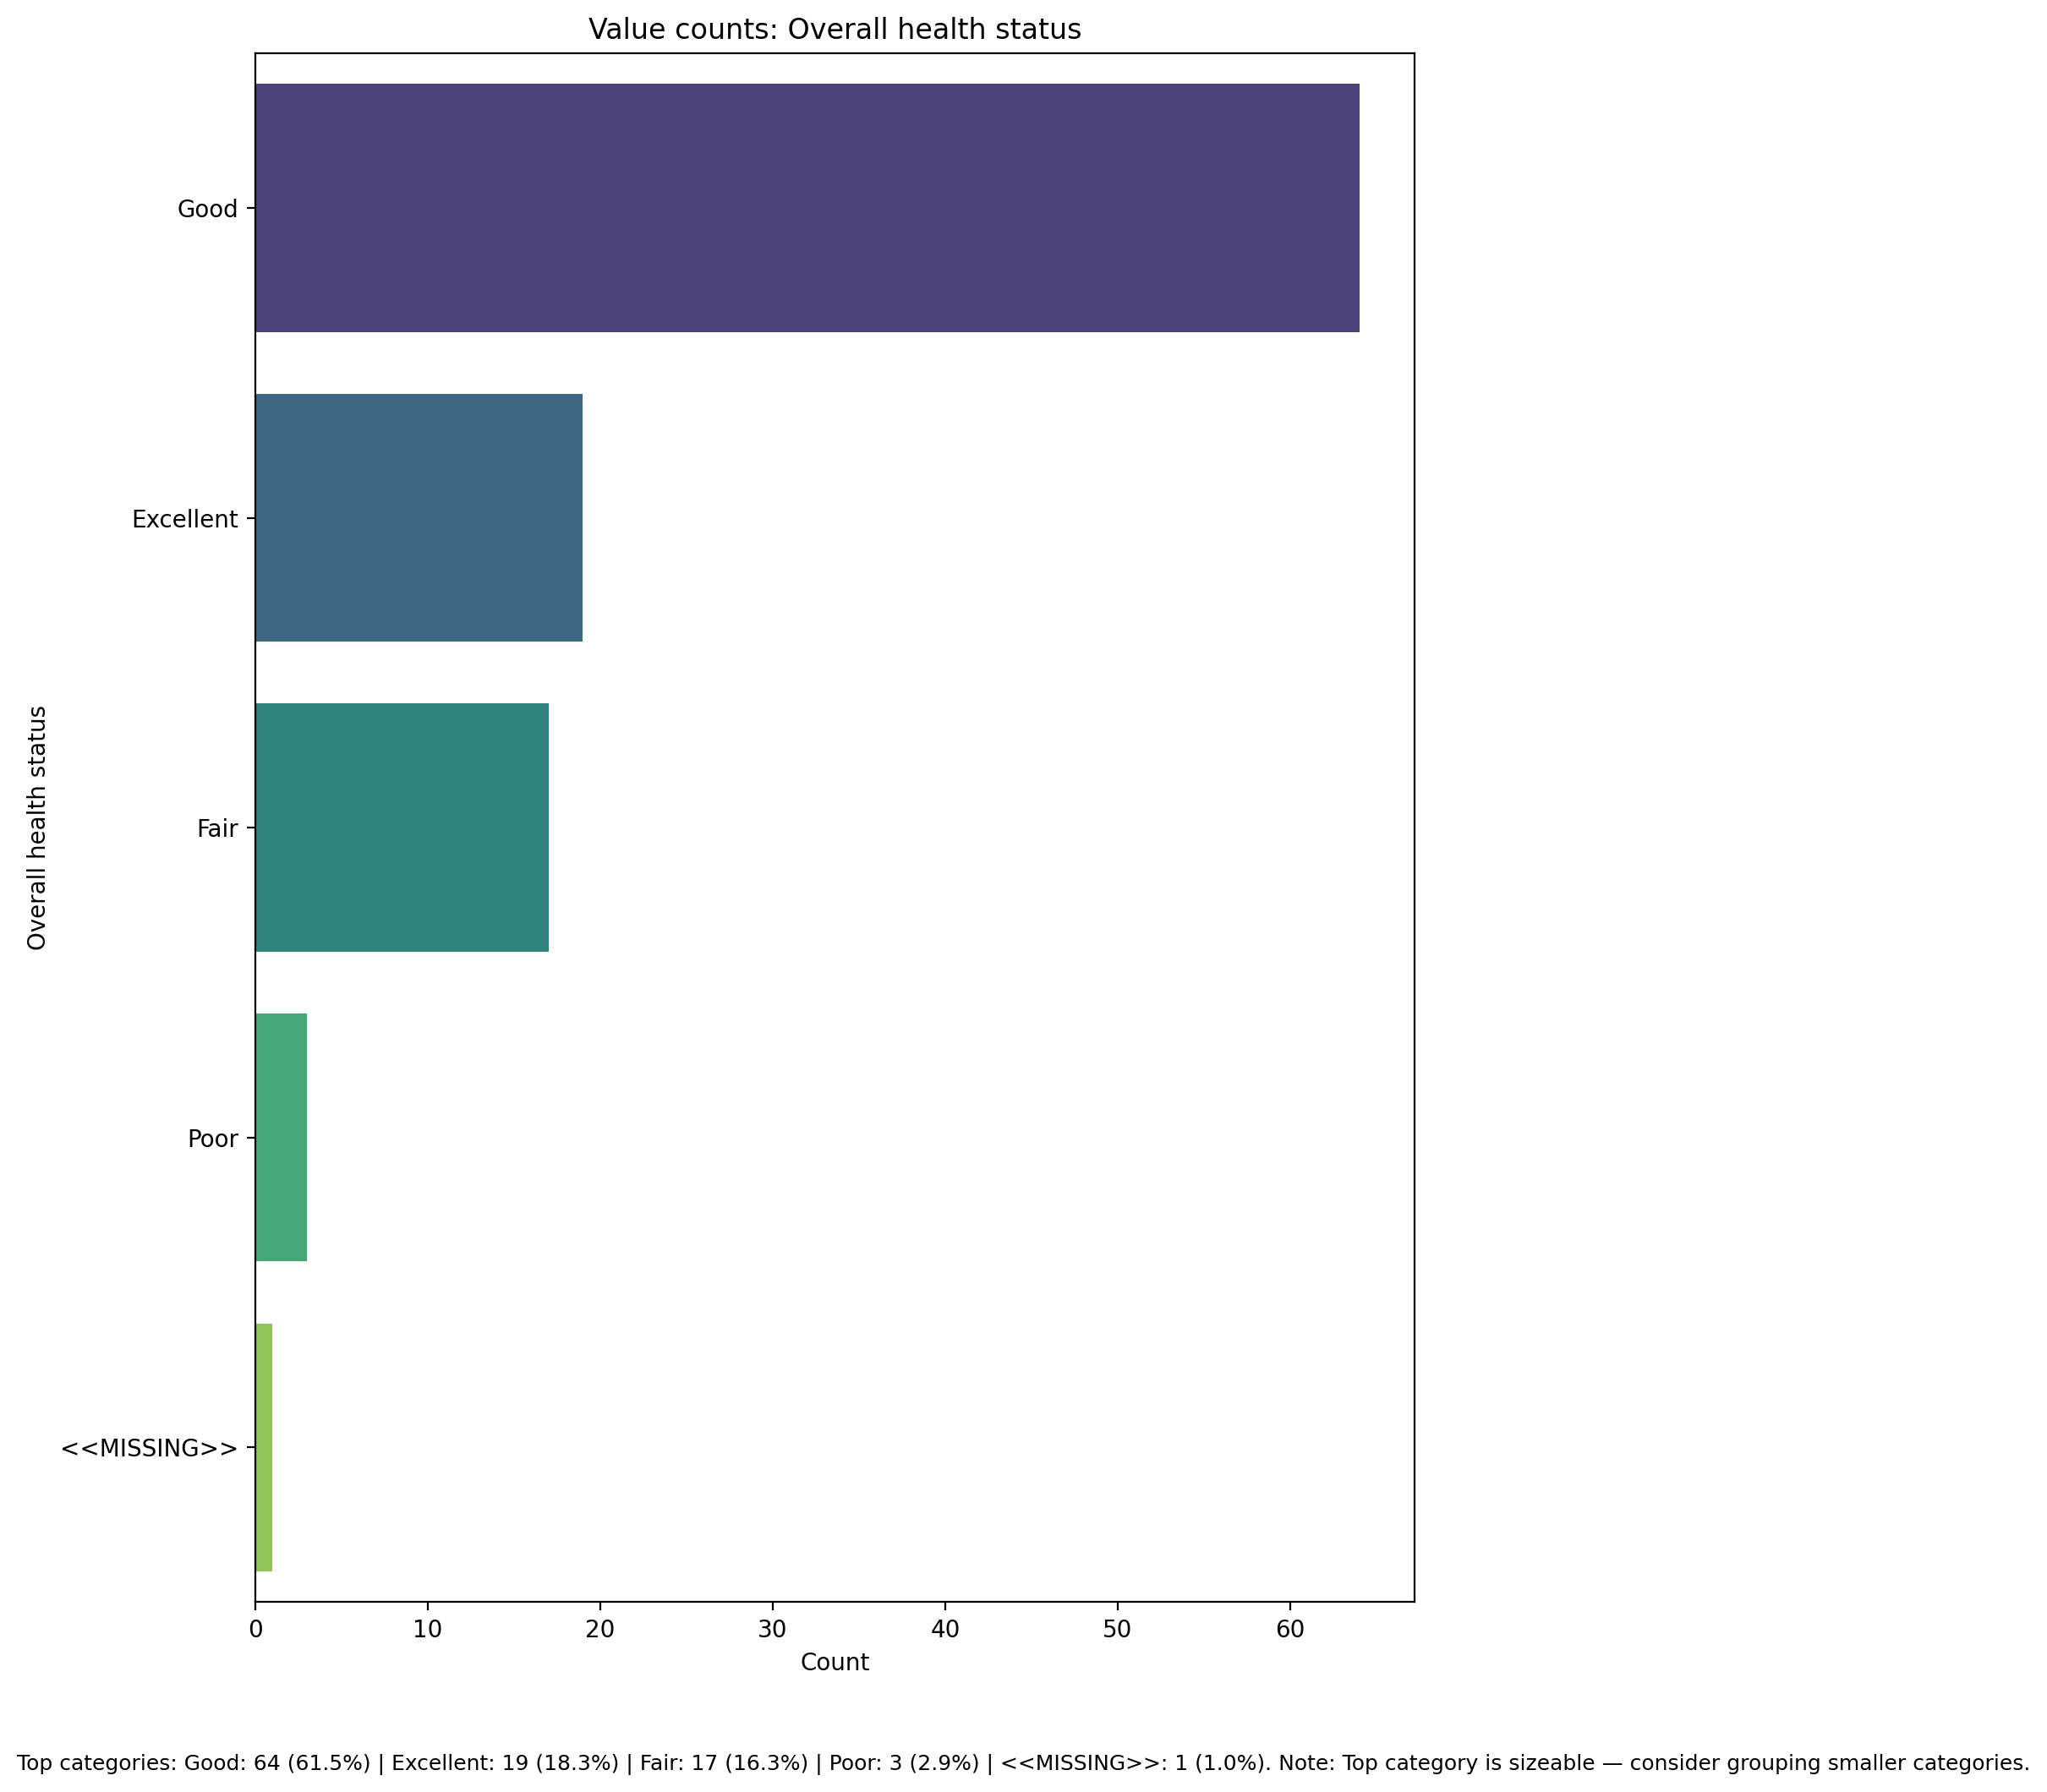 Value counts: Overall health status
Overall health status
Good
Excellent
Fair
Poor
<<MISSING>>
0 10 20 30 40 50 60
Count
Top categories: Good: 64 (61.5%) | Excellent: 19 (18.3%) | Fair: 17 (16.3%) | Poor: 3 (2.9%) | <<MISSING>>: 1 (1.0%). Note: Top category is sizeable — consider grouping smaller categories.